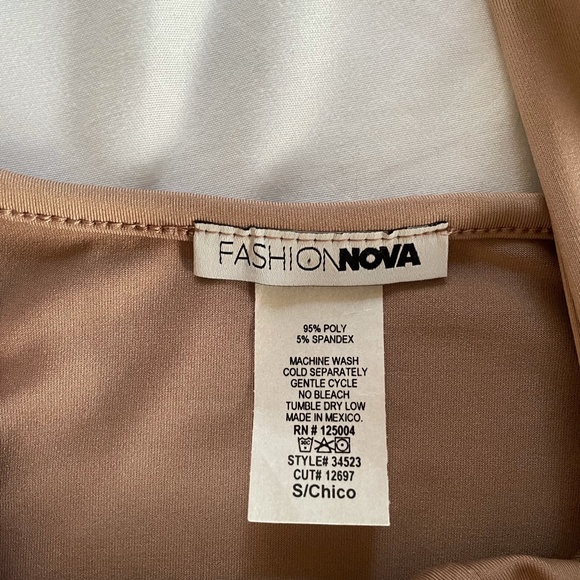 FASHIONNOVA
95% POLY
5% SPANDEX
MACHINE WASH
COLD SEPARATELY
GENTLE CYCLE
NO BLEACH
TUMBLE DRY LOW
MADE IN MEXICO.
RN # 125004
STYLE# 34523
CUT# 12697
S/Chico